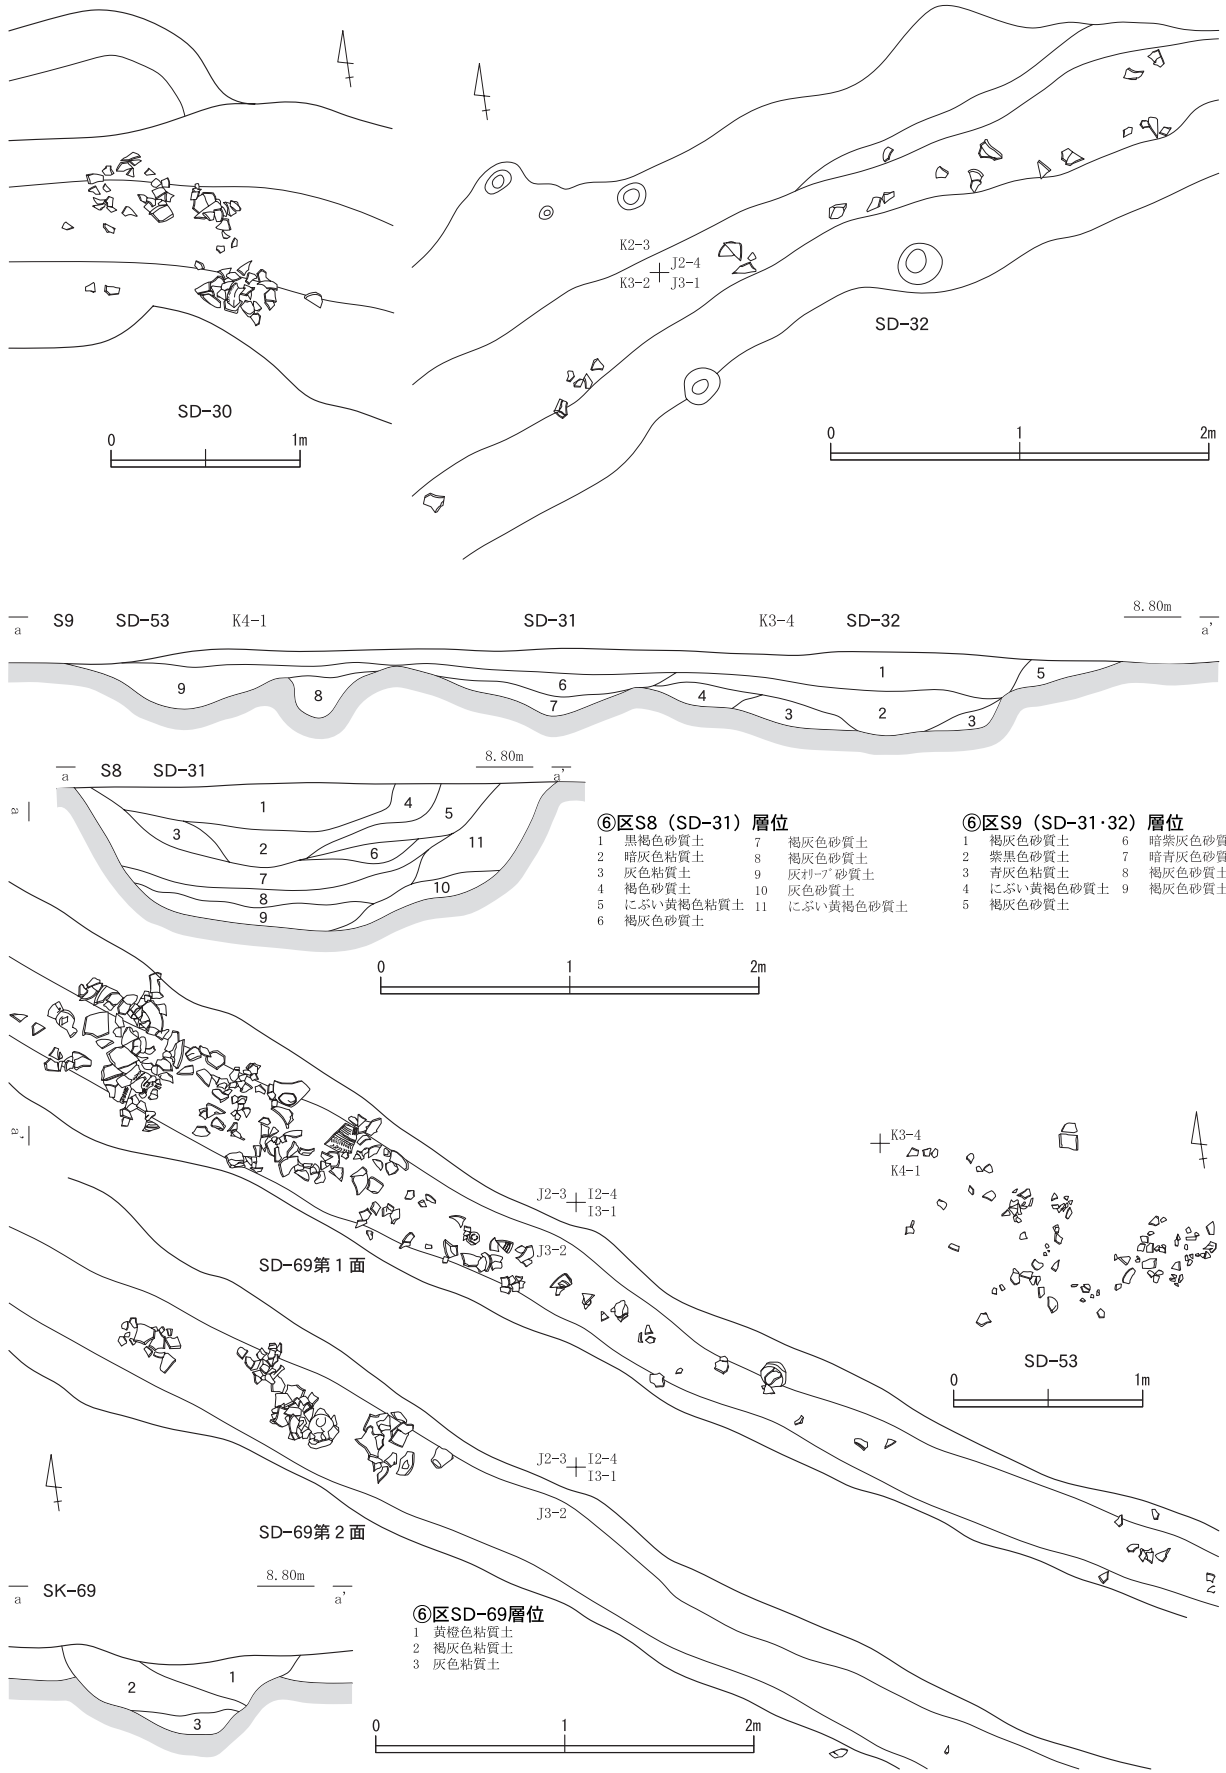 K2-3
J2-4
K3-2
J3-1
SD-32
SD-30
0 1m
0 1 2m
S9 SD-53 K4-1 SD-31 K3-4 SD-32 8.80m
a a'
9
8
6
7
4
3
2
1
3
5
S8 SD-31 8.80m
a a'
1
4
5
3
2
6
11
7
10
8
9
⑥区S8（SD-31）層位
1 黒褐色砂質土
2 暗灰色粘質土
3 灰色粘質土
4 褐色砂質土
5 にぶい黄褐色粘質土
6 褐灰色砂質土
7 褐灰色砂質土
8 褐灰色砂質土
9 灰ｵﾘｰﾌﾞ砂質土
10 灰色砂質土
11 にぶい黄褐色砂質土
⑥区S9（SD-31･32）層位
1 褐灰色砂質土
2 紫黒色砂質土
3 青灰色粘質土
4 にぶい黄褐色砂質土
5 褐灰色砂質土
6 暗紫灰色砂質
7 暗青灰色砂質
8 褐灰色砂質土
9 褐灰色砂質土
0 1 2m
a
a'
J2-3 I2-4
I3-1
J3-2
SD-69第１面
K3-4
K4-1
SD-53
0 1m
J2-3 I2-4
I3-1
J3-2
SD-69第２面
SK-69 8.80m
a a'
1
2
3
⑥区SD-69層位
1 黄橙色粘質土
2 褐灰色粘質土
3 灰色粘質土
0 1 2m